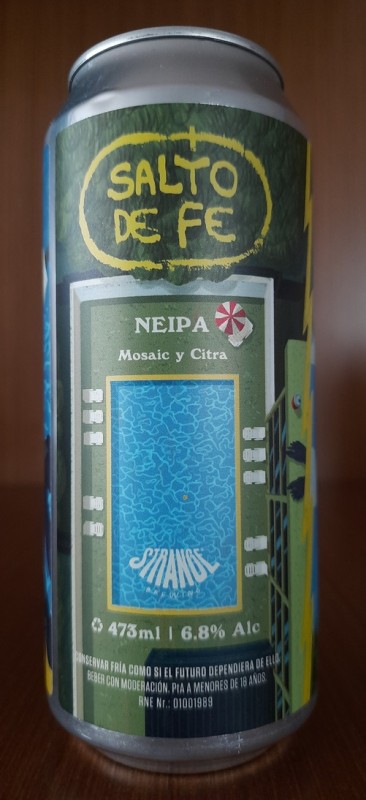 SALTO
DE FE
NEIPA
Mosaic y Citra
STRANGE
BREWING
♻ 473ml | 6.8% Alc
CONSERVAR FRÍA COMO SI EL FUTURO DEPENDIERA DE ELLO.
BEBER CON MODERACIÓN. PIA A MENORES DE 18 AÑOS.
RNE Nr.: 01001989